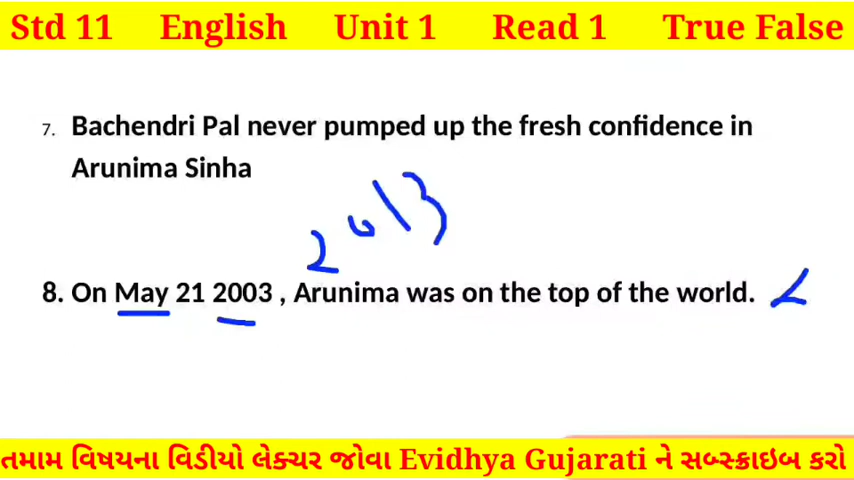 Std 11 English Unit 1 Read 1 True False
7. Bachendri Pal never pumped up the fresh confidence in
Arunima Sinha
2013
8. On May 21 2003 , Arunima was on the top of the world.
તમામ વિષયના વિડીયો લેક્ચર જોવા Evidhya Gujarati ને સબ્સ્ક્રાઇબ કરો